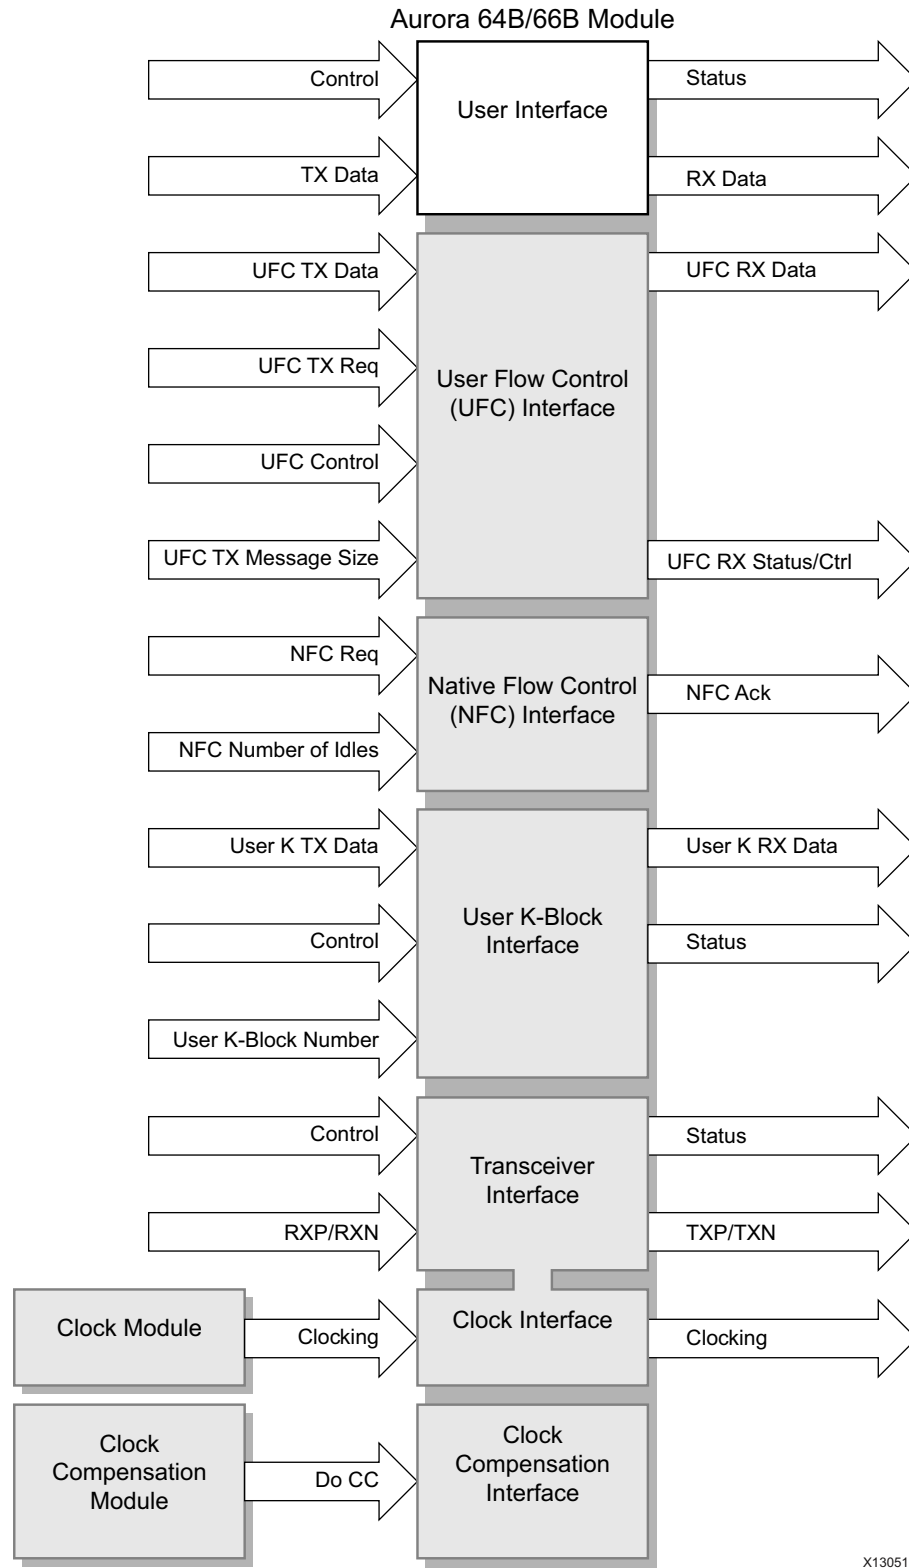 Aurora 64B/66B Module
Control
User Interface
Status
TX Data
RX Data
UFC TX Data
UFC RX Data
UFC TX Req
User Flow Control
(UFC) Interface
UFC Control
UFC TX Message Size
UFC RX Status/Ctrl
NFC Req
Native Flow Control
(NFC) Interface
NFC Ack
NFC Number of Idles
User K TX Data
User K RX Data
User K-Block
Interface
Control
Status
User K-Block Number
Control
Status
Transceiver
Interface
RXP/RXN
TXP/TXN
Clock Module
Clocking
Clock Interface
Clocking
Clock
Compensation
Module
Do CC
Clock
Compensation
Interface
X13051